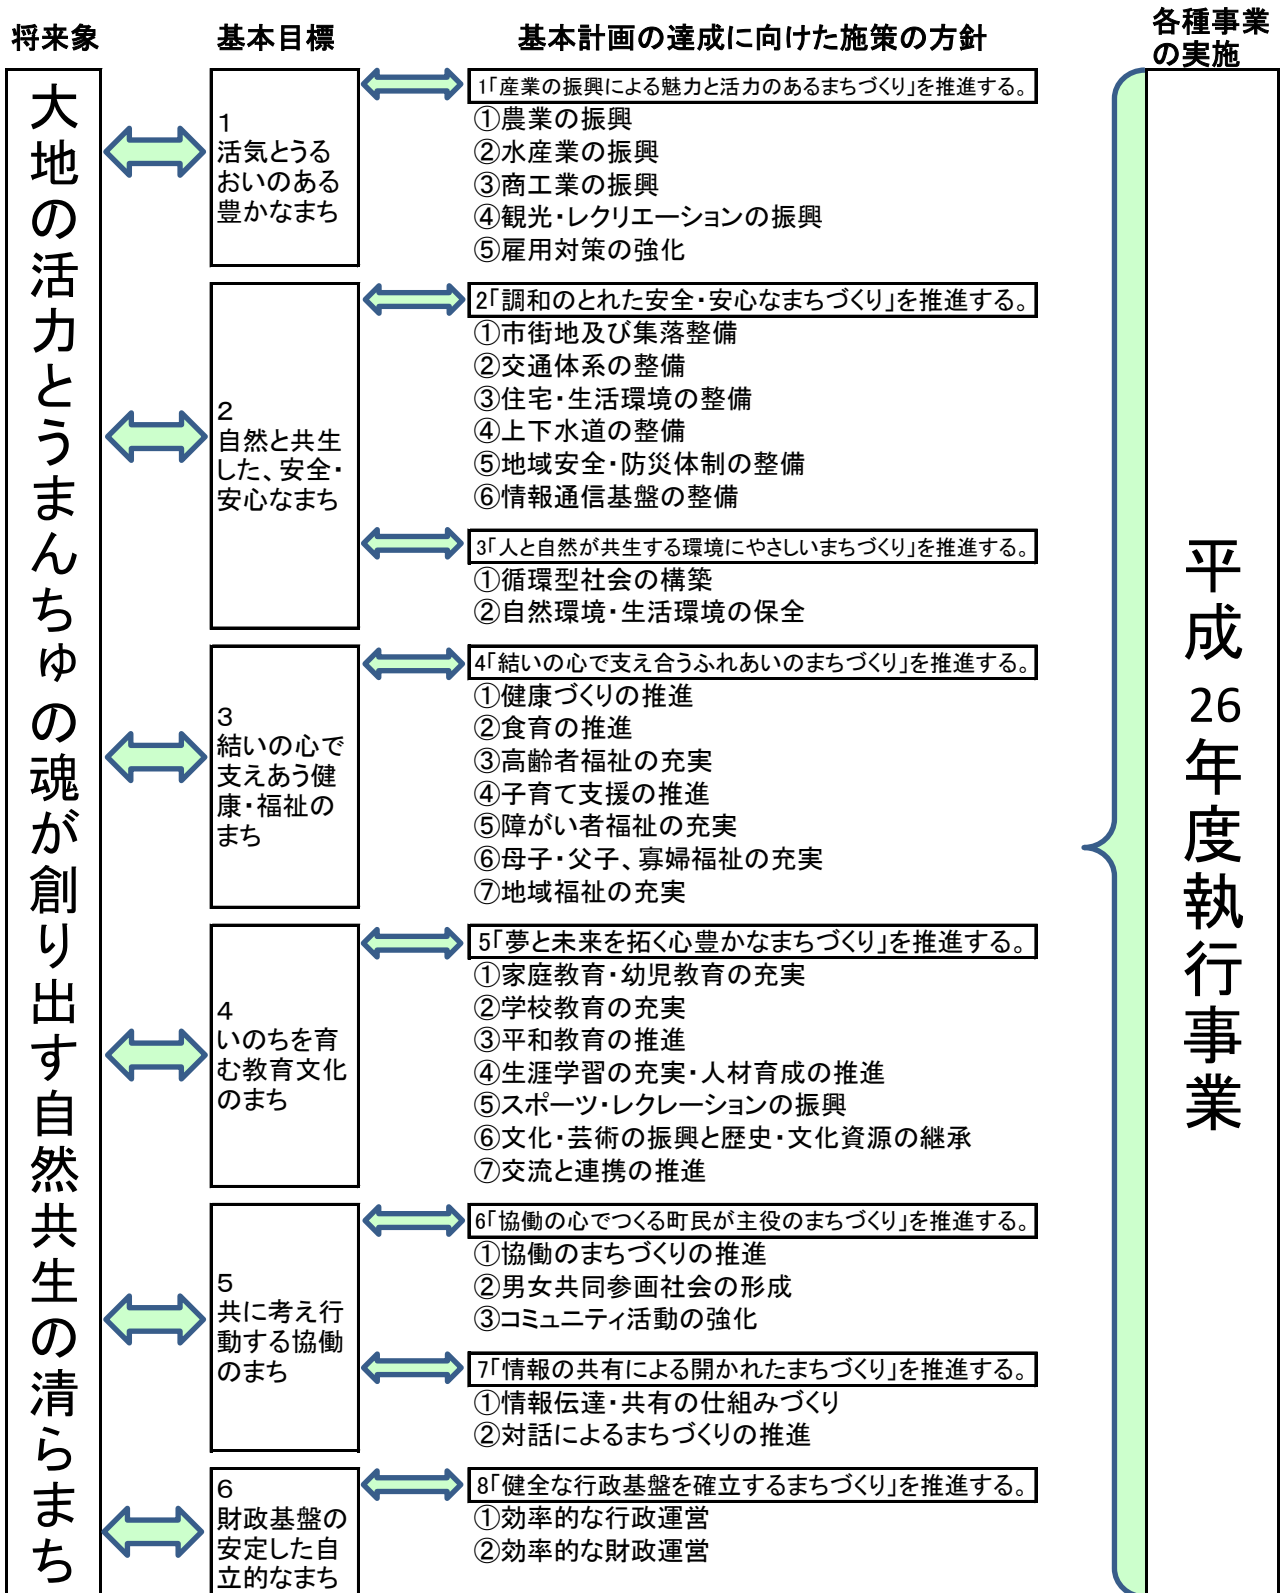 将来象
基本目標
基本計画の達成に向けた施策の方針
各種事業
の実施
大地の活力とうまんちゅの魂が創り出す自然共生の清らまち
1
活気とうる
おいのある
豊かなまち
1「産業の振興による魅力と活力のあるまちづくり」を推進する。
①農業の振興
②水産業の振興
③商工業の振興
④観光・レクリエーションの振興
⑤雇用対策の強化
2
自然と共生
した、安全・
安心なまち
2「調和のとれた安全・安心なまちづくり」を推進する。
①市街地及び集落整備
②交通体系の整備
③住宅・生活環境の整備
④上下水道の整備
⑤地域安全・防災体制の整備
⑥情報通信基盤の整備
3「人と自然が共生する環境にやさしいまちづくり」を推進する。
①循環型社会の構築
②自然環境・生活環境の保全
3
結いの心で
支えあう健
康・福祉の
まち
4「結いの心で支え合うふれあいのまちづくり」を推進する。
①健康づくりの推進
②食育の推進
③高齢者福祉の充実
④子育て支援の推進
⑤障がい者福祉の充実
⑥母子・父子、寡婦福祉の充実
⑦地域福祉の充実
4
いのちを育
む教育文化
のまち
5「夢と未来を拓く心豊かなまちづくり」を推進する。
①家庭教育・幼児教育の充実
②学校教育の充実
③平和教育の推進
④生涯学習の充実・人材育成の推進
⑤スポーツ・レクレーションの振興
⑥文化・芸術の振興と歴史・文化資源の継承
⑦交流と連携の推進
5
共に考え行
動する協働
のまち
6「協働の心でつくる町民が主役のまちづくり」を推進する。
①協働のまちづくりの推進
②男女共同参画社会の形成
③コミュニティ活動の強化
7「情報の共有による開かれたまちづくり」を推進する。
①情報伝達・共有の仕組みづくり
②対話によるまちづくりの推進
6
財政基盤の
安定した自
立的なまち
8「健全な行政基盤を確立するまちづくり」を推進する。
①効率的な行政運営
②効率的な財政運営
平成26年度執行事業